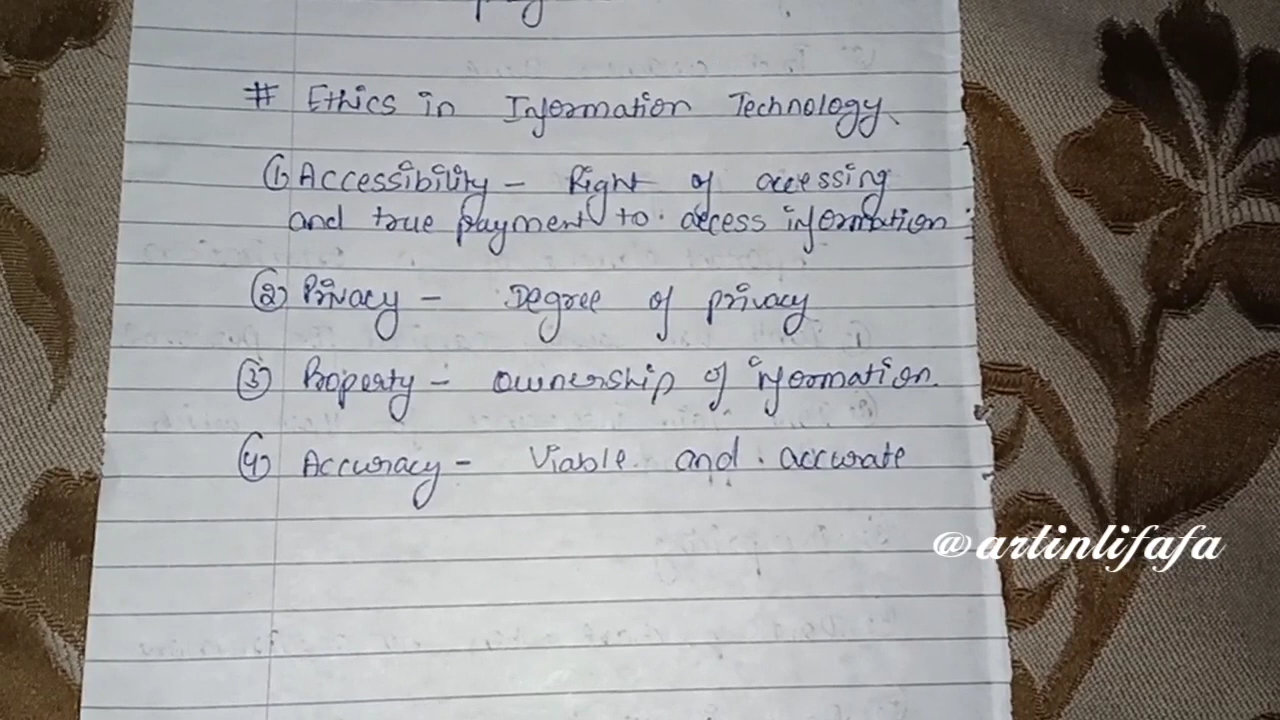 # Ethics in Information Technology
① Accessibility - Right of accessing
and true payment to access information
② Privacy - Degree of privacy
③ Property - ownership of information.
④ Accuracy - Viable and accurate
@artinlifafa